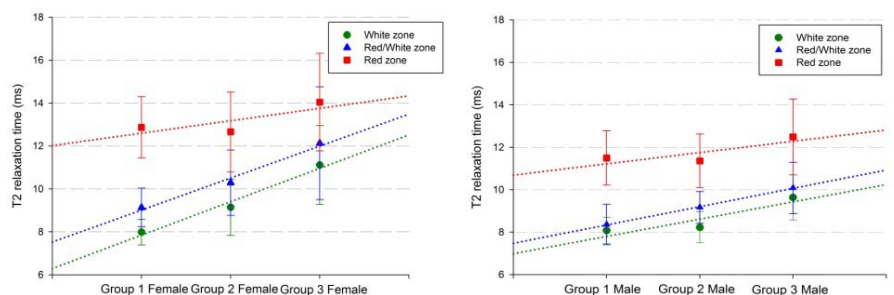 18
16
14
12
10
8
6
T2 relaxation time (ms)
White zone
Red/White zone
Red zone
Group 1 Female Group 2 Female Group 3 Female
18
16
14
12
10
8
6
T2 relaxation time (ms)
White zone
Red/White zone
Red zone
Group 1 Male Group 2 Male Group 3 Male